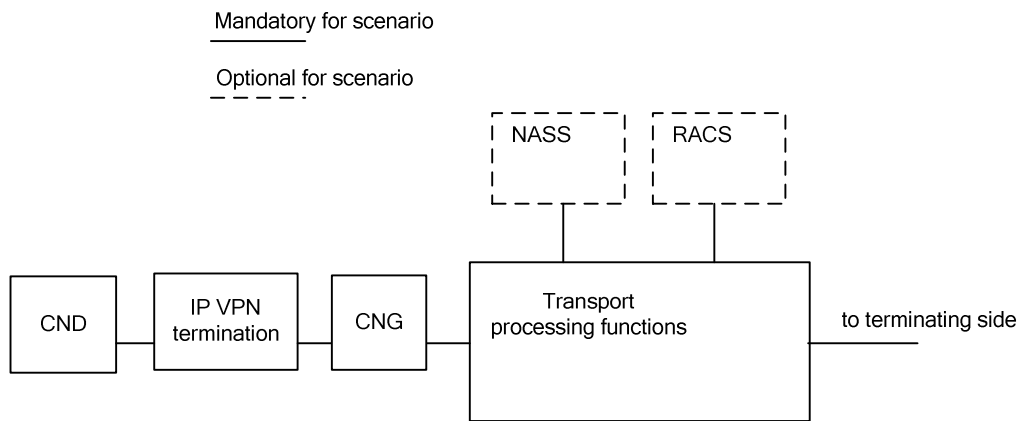 Mandatory for scenario
Optional for scenario
NASS
RACS
CND
IP VPN
termination
CNG
Transport
processing functions
to terminating side